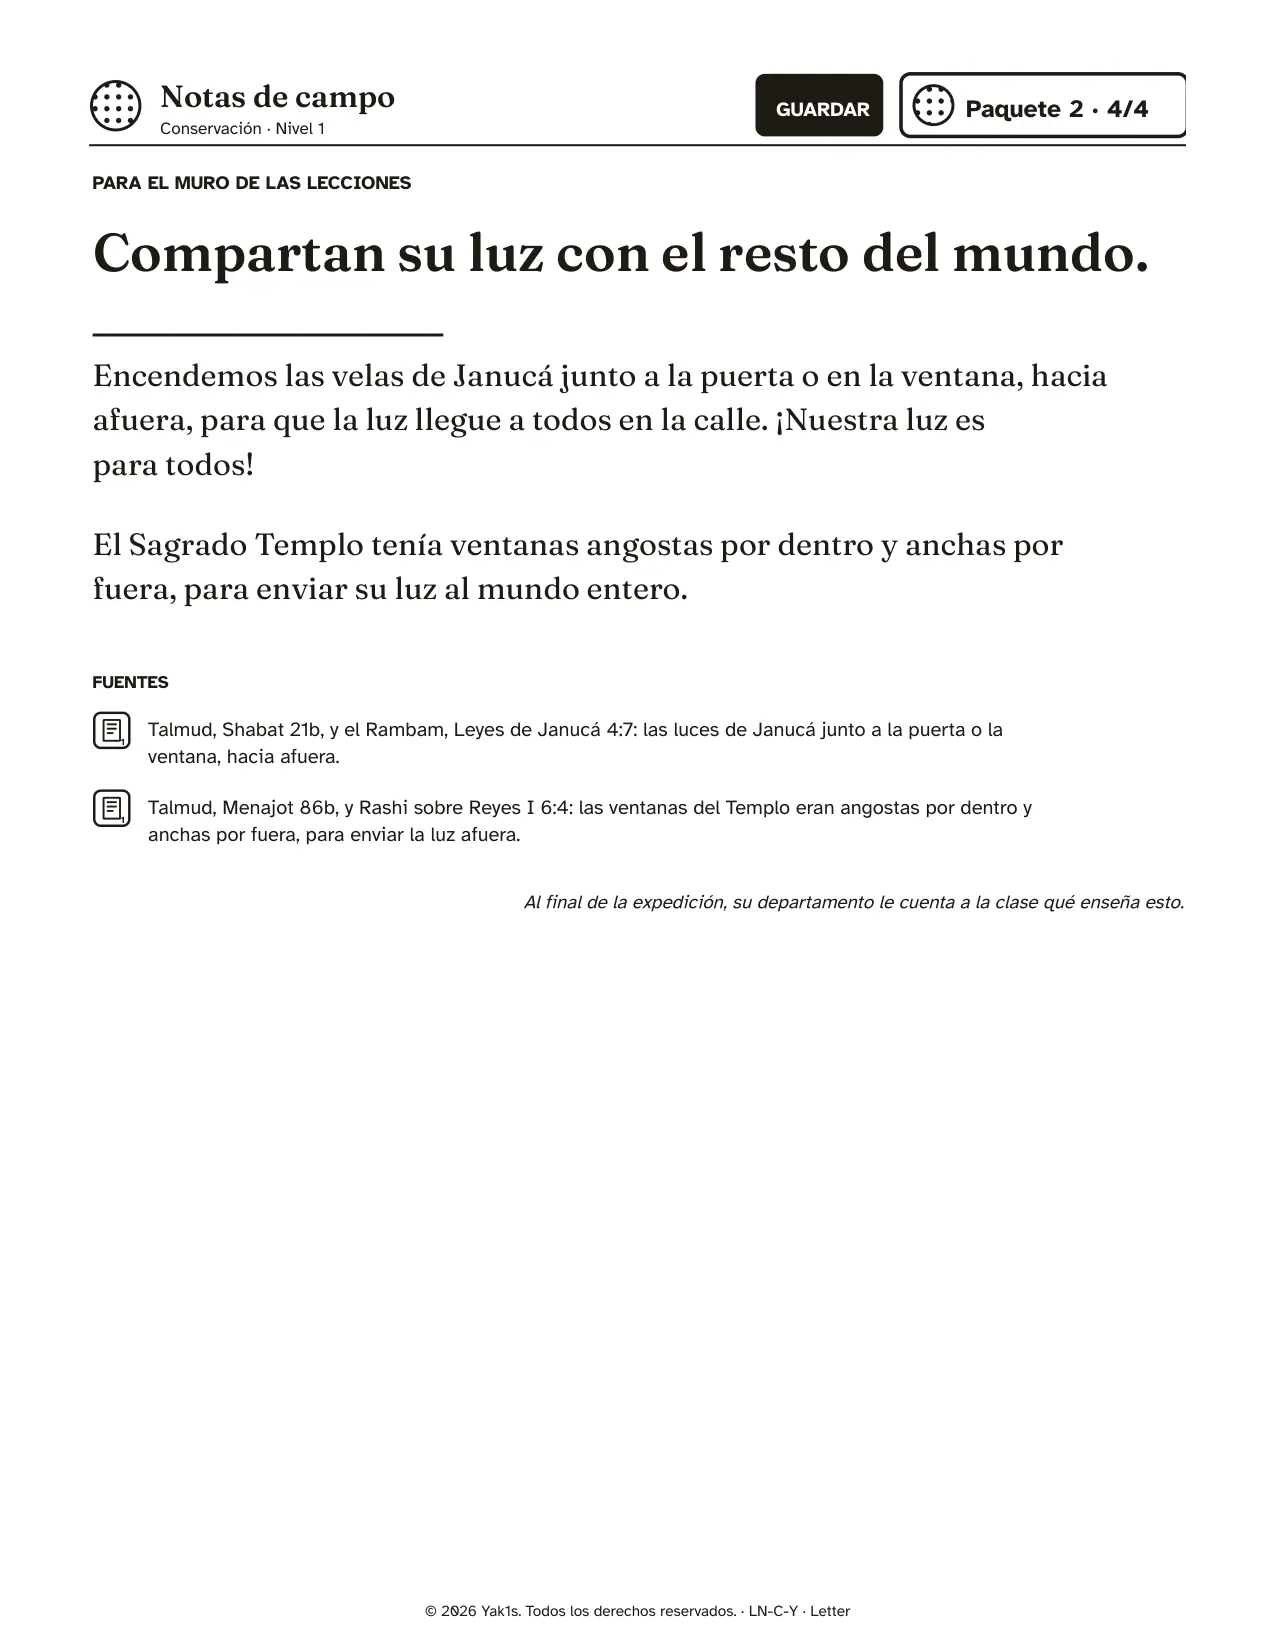 Notas de campo
Conservación · Nivel 1
GUARDAR
Paquete 2 · 4/4
PARA EL MURO DE LAS LECCIONES
Compartan su luz con el resto del mundo.
Encendemos las velas de Janucá junto a la puerta o en la ventana, hacia
afuera, para que la luz llegue a todos en la calle. ¡Nuestra luz es
para todos!
El Sagrado Templo tenía ventanas angostas por dentro y anchas por
fuera, para enviar su luz al mundo entero.
FUENTES
Talmud, Shabat 21b, y el Rambam, Leyes de Janucá 4:7: las luces de Janucá junto a la puerta o la
ventana, hacia afuera.
Talmud, Menajot 86b, y Rashi sobre Reyes I 6:4: las ventanas del Templo eran angostas por dentro y
anchas por fuera, para enviar la luz afuera.
Al final de la expedición, su departamento le cuenta a la clase qué enseña esto.
© 2026 Yak1s. Todos los derechos reservados. · LN-C-Y · Letter